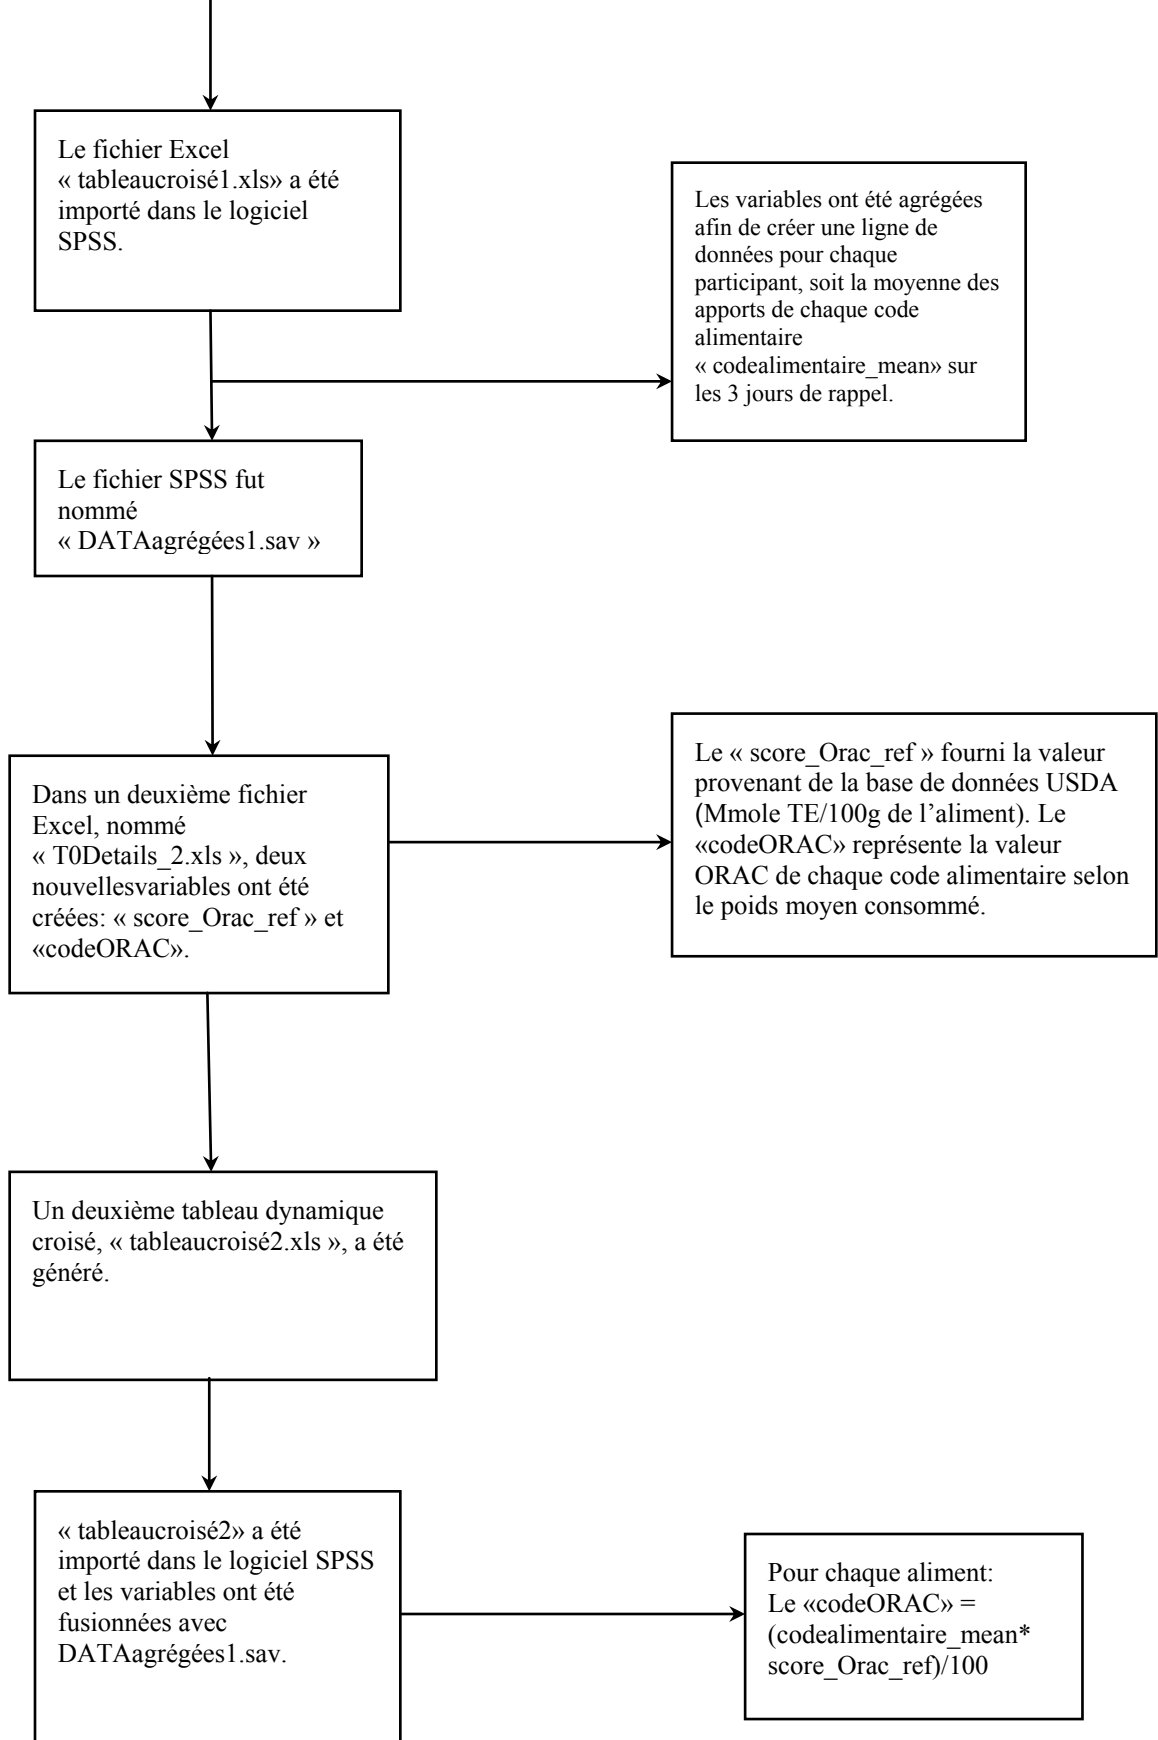 Le fichier Excel
« tableaucroisé1.xls» a été
importé dans le logiciel
SPSS.
Les variables ont été agrégées
afin de créer une ligne de
données pour chaque
participant, soit la moyenne des
apports de chaque code
alimentaire
« codealimentaire_mean» sur
les 3 jours de rappel.
Le fichier SPSS fut
nommé
« DATAagrégées1.sav »
Dans un deuxième fichier
Excel, nommé
« T0Details_2.xls », deux
nouvellesvariables ont été
créées: « score_Orac_ref » et
«codeORAC».
Le « score_Orac_ref » fourni la valeur
provenant de la base de données USDA
(Mmole TE/100g de l’aliment). Le
«codeORAC» représente la valeur
ORAC de chaque code alimentaire selon
le poids moyen consommé.
Un deuxième tableau dynamique
croisé, « tableaucroisé2.xls », a été
généré.
« tableaucroisé2» a été
importé dans le logiciel SPSS
et les variables ont été
fusionnées avec
DATAagrégées1.sav.
Pour chaque aliment:
Le «codeORAC» =
(codealimentaire_mean*
score_Orac_ref)/100